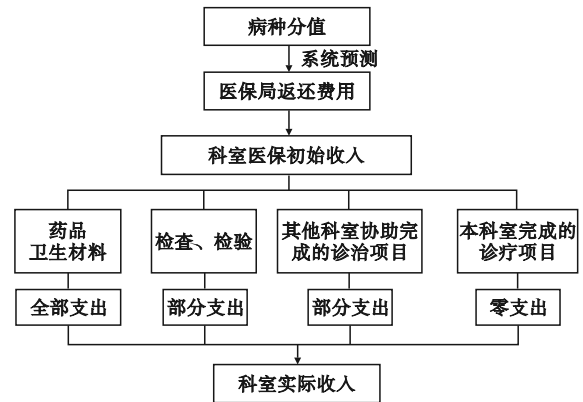 病种分值
系统预测
医保局返还费用
科室医保初始收入
药品
卫生材料
检查、检验
其他科室协助完
成的诊治项目
本科室完成的
诊疗项目
全部支出
部分支出
部分支出
零支出
科室实际收入